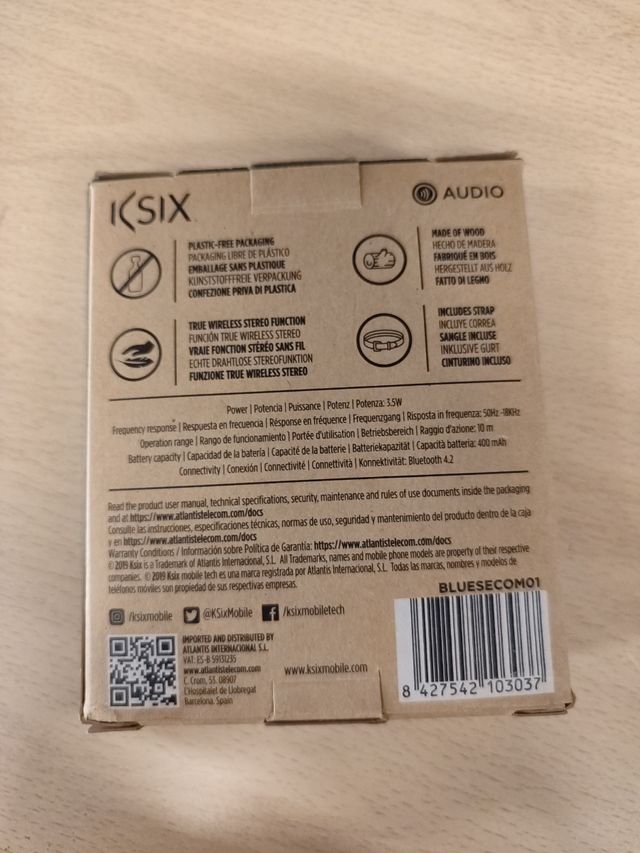 KSIX
AUDIO
PLASTIC-FREE PACKAGING
PACKAGING LIBRE DE PLÁSTICO
EMBALLAGE SANS PLASTIQUE
KUNSTSTOFFFREIE VERPACKUNG
CONFEZIONE PRIVA DI PLASTICA
MADE OF WOOD
HECHO DE MADERA
FABRIQUÉ EN BOIS
HERGESTELLT AUS HOLZ
FATTO DI LEGNO
TRUE WIRELESS STEREO FUNCTION
FUNCIÓN TRUE WIRELESS STEREO
VRAIE FONCTION STÉRÉO SANS FIL
ECHTE DRAHTLOSE STEREOFUNKTION
FUNZIONE TRUE WIRELESS STEREO
INCLUDES STRAP
INCLUYE CORREA
SANGLE INCLUSE
INKLUSIVE GURT
CINTURINO INCLUSO
Power | Potencia | Puissance | Potenz | Potenza: 3.5W
Frequency response | Respuesta en frecuencia | Réponse en fréquence | Frequenzgang | Risposta in frequenza: 50Hz -18KHz
Operation range | Rango de funcionamiento | Portée d'utilisation | Betriebsbereich | Raggio d'azione: 10 m
Battery capacity | Capacidad de la batería | Capacité de la batterie | Batteriekapazität | Capacità batteria: 400 mAh
Connectivity | Conexión | Connectivité | Connettività | Konnektivität: Bluetooth 4.2
Read the product user manual, technical specifications, security, maintenance and rules of use documents inside the packaging
and at https://www.atlantistelecom.com/docs
Consulte las instrucciones, especificaciones técnicas, normas de uso, seguridad y mantenimiento del producto dentro de la caja
y en https://www.atlantistelecom.com/docs
Warranty Conditions / Información sobre Política de Garantía: https://www.atlantistelecom.com/docs
© 2019 Ksix is a Trademark of Atlantis Internacional, S.L. All Trademarks, names and mobile phone models are property of their respective
companies. © 2019 Ksix mobile tech es una marca registrada por Atlantis Internacional, S.L. Todas las marcas, nombres y modelos de
teléfonos móviles son propiedad de sus respectivas empresas.
BLUESECOM01
/ksixmobile
@KSixMobile
/ksixmobiletech
IMPORTED AND DISTRIBUTED BY
ATLANTIS INTERNACIONAL S.L.
VAT: ES-B 59131235
www.atlantistelecom.com
C. Crom, 53. 08907
L'Hospitalet de Llobregat
Barcelona. Spain
www.ksixmobile.com
8 427542 103037